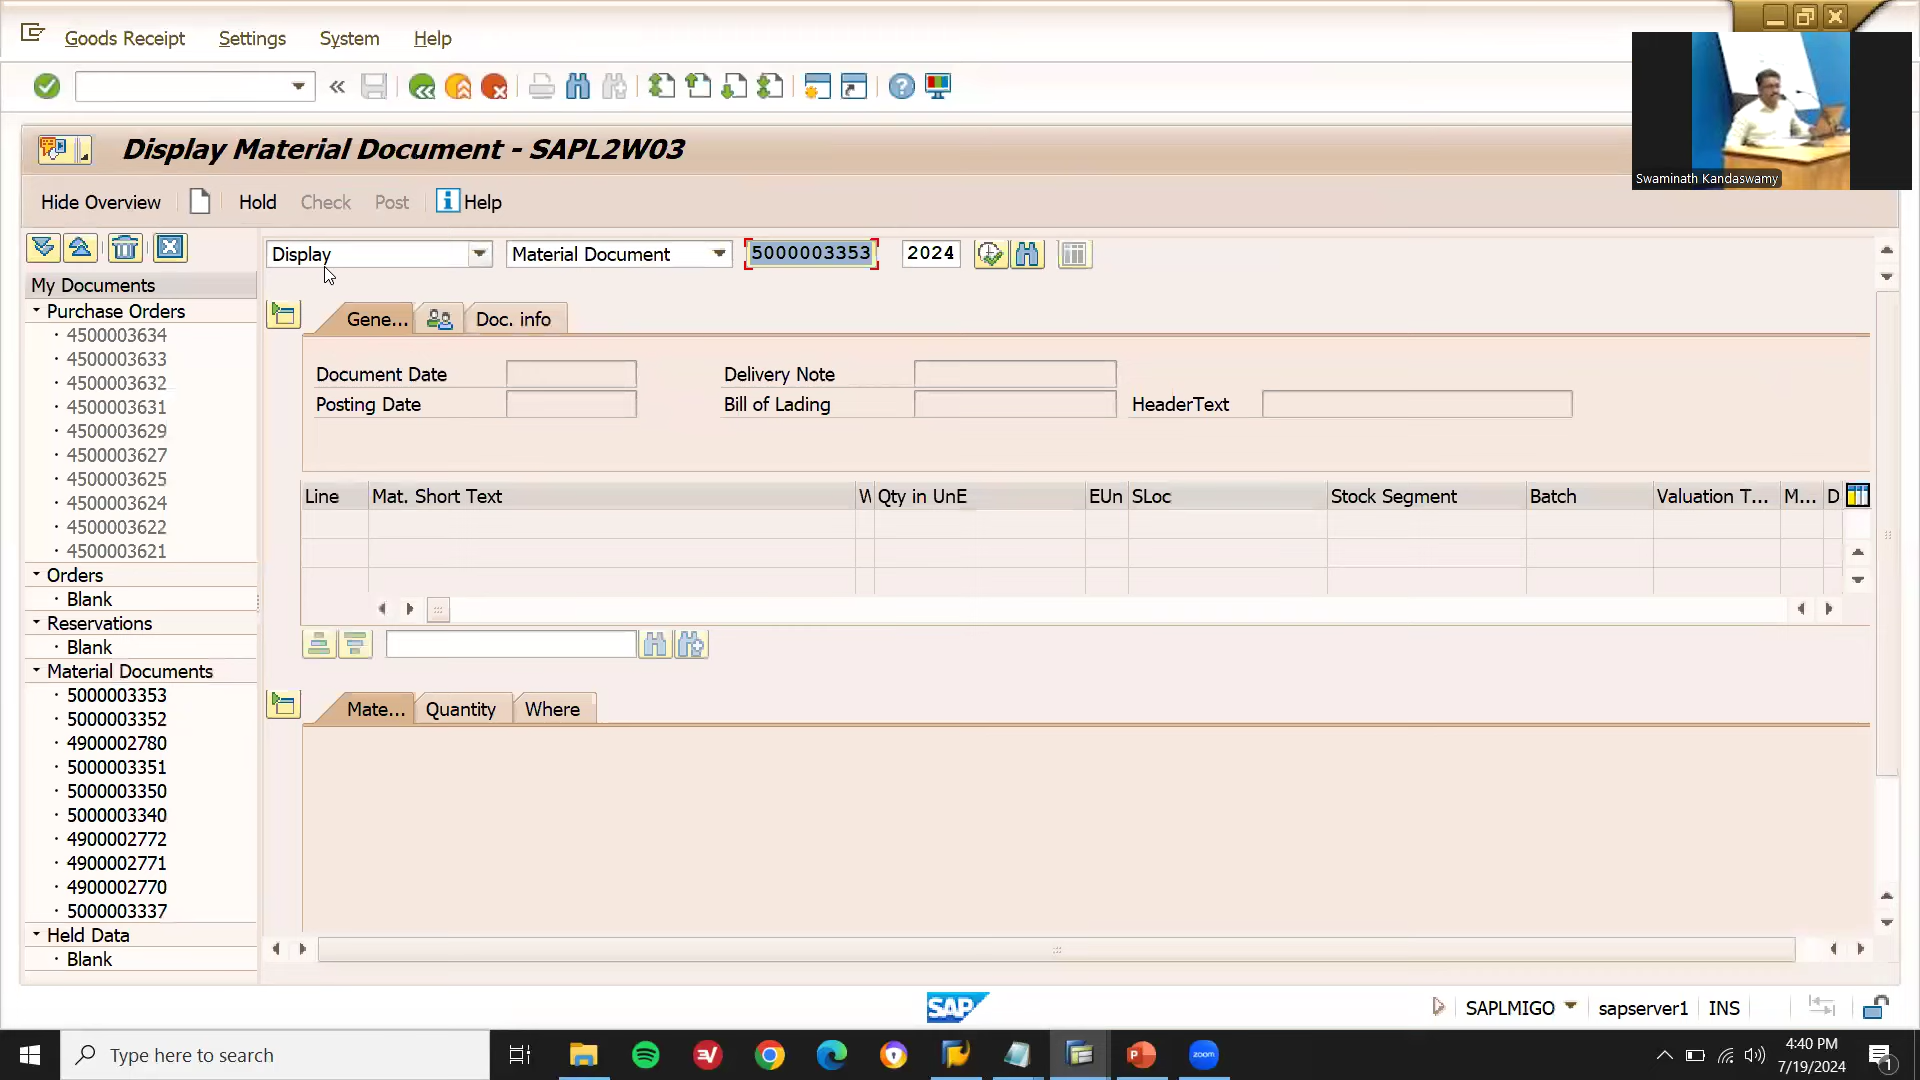 Goods Receipt Settings System Help
Swaminath Kandaswamy
Display Material Document - SAPL2W03
Hide Overview Hold Check Post Help
Display Material Document 5000003353 2024
My Documents
Purchase Orders
4500003634
4500003633
4500003632
4500003631
4500003629
4500003627
4500003625
4500003624
4500003622
4500003621
Orders
Blank
Reservations
Blank
Material Documents
5000003353
5000003352
4900002780
5000003351
5000003350
5000003340
4900002772
4900002771
4900002770
5000003337
Held Data
Blank
Gene... Doc. info
Document Date Delivery Note
Posting Date Bill of Lading HeaderText
Line Mat. Short Text W Qty in UnE EUn SLoc Stock Segment Batch Valuation T... M... D
Mate... Quantity Where
SAP SAPLMIGO sapserver1 INS
Type here to search
zoom
4:40 PM
7/19/2024
1